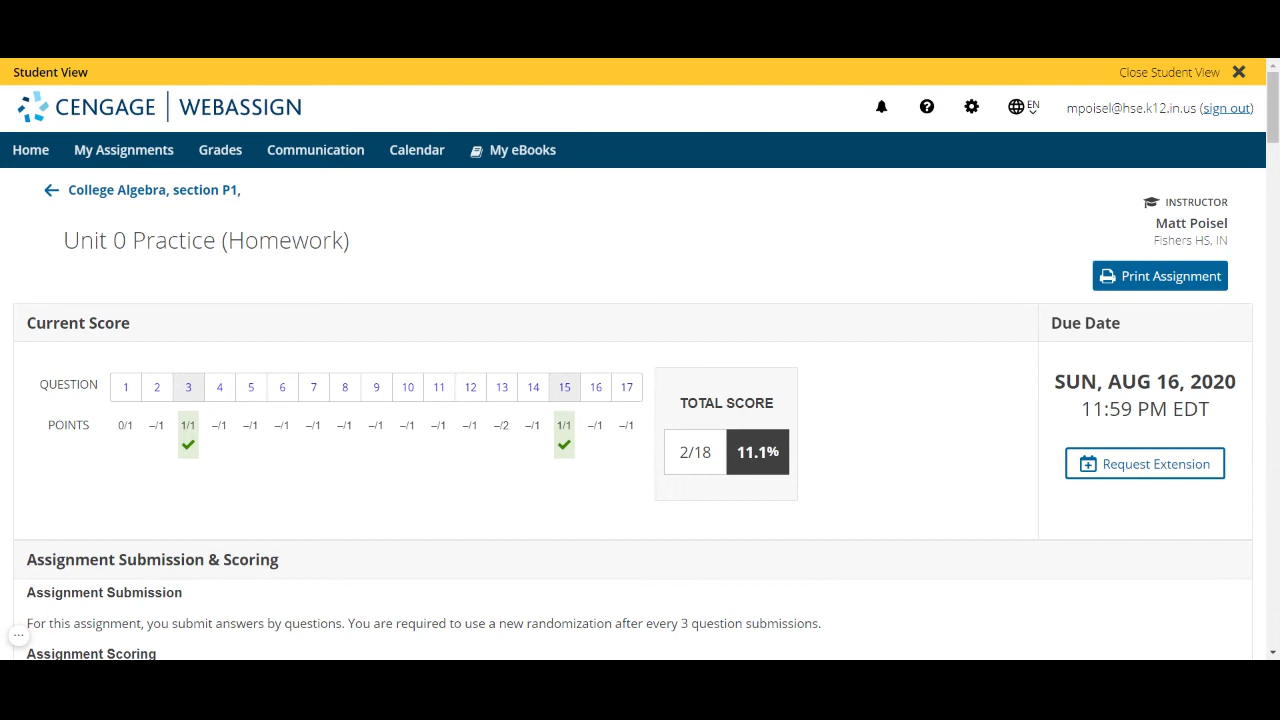 Student View
Close Student View
CENGAGE WEBASSIGN
EN
mpoisel@hse.k12.in.us (sign out)
Home My Assignments Grades Communication Calendar My eBooks
College Algebra, section P1,
INSTRUCTOR
Matt Poisel
Fishers HS, IN
Unit 0 Practice (Homework)
Print Assignment
Current Score
Due Date
QUESTION 1 2 3 4 5 6 7 8 9 10 11 12 13 14 15 16 17
POINTS 0/1 –/1 1/1 –/1 –/1 –/1 –/1 –/1 –/1 –/1 –/1 –/1 –/2 –/1 1/1 –/1 –/1
TOTAL SCORE
2/18 11.1%
SUN, AUG 16, 2020
11:59 PM EDT
Request Extension
Assignment Submission & Scoring
Assignment Submission
For this assignment, you submit answers by questions. You are required to use a new randomization after every 3 question submissions.
Assignment Scoring